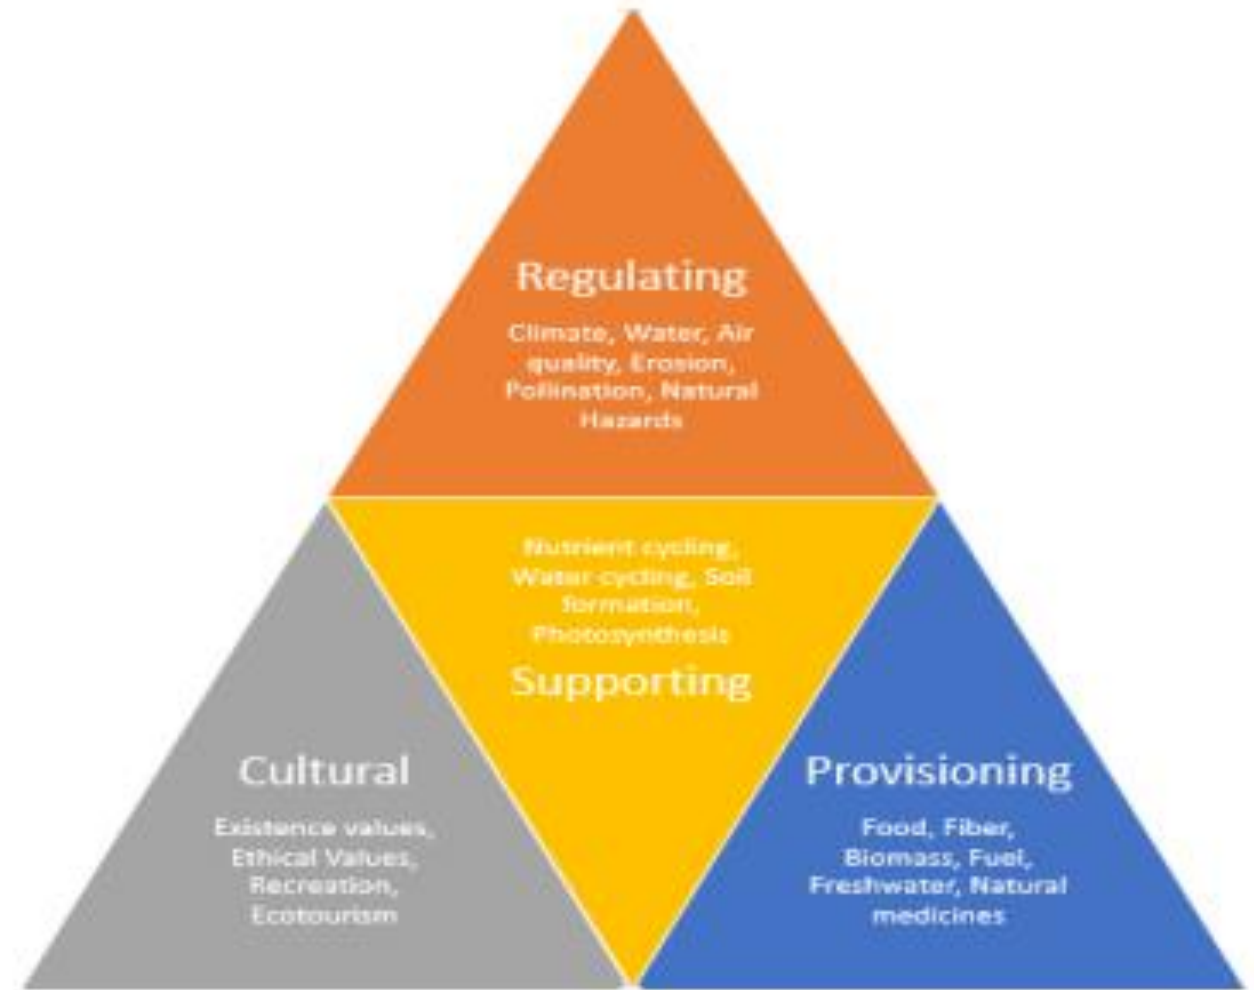 Regulating
Climate, Water, Air
quality, Erosion,
Pollination, Natural
Hazards
Nutrient cycling,
Water cycling, Soil
formation,
Photosynthesis
Supporting
Cultural
Existence values,
Ethical Values,
Recreation,
Ecotourism
Provisioning
Food, Fiber,
Biomass, Fuel,
Freshwater, Natural
medicines